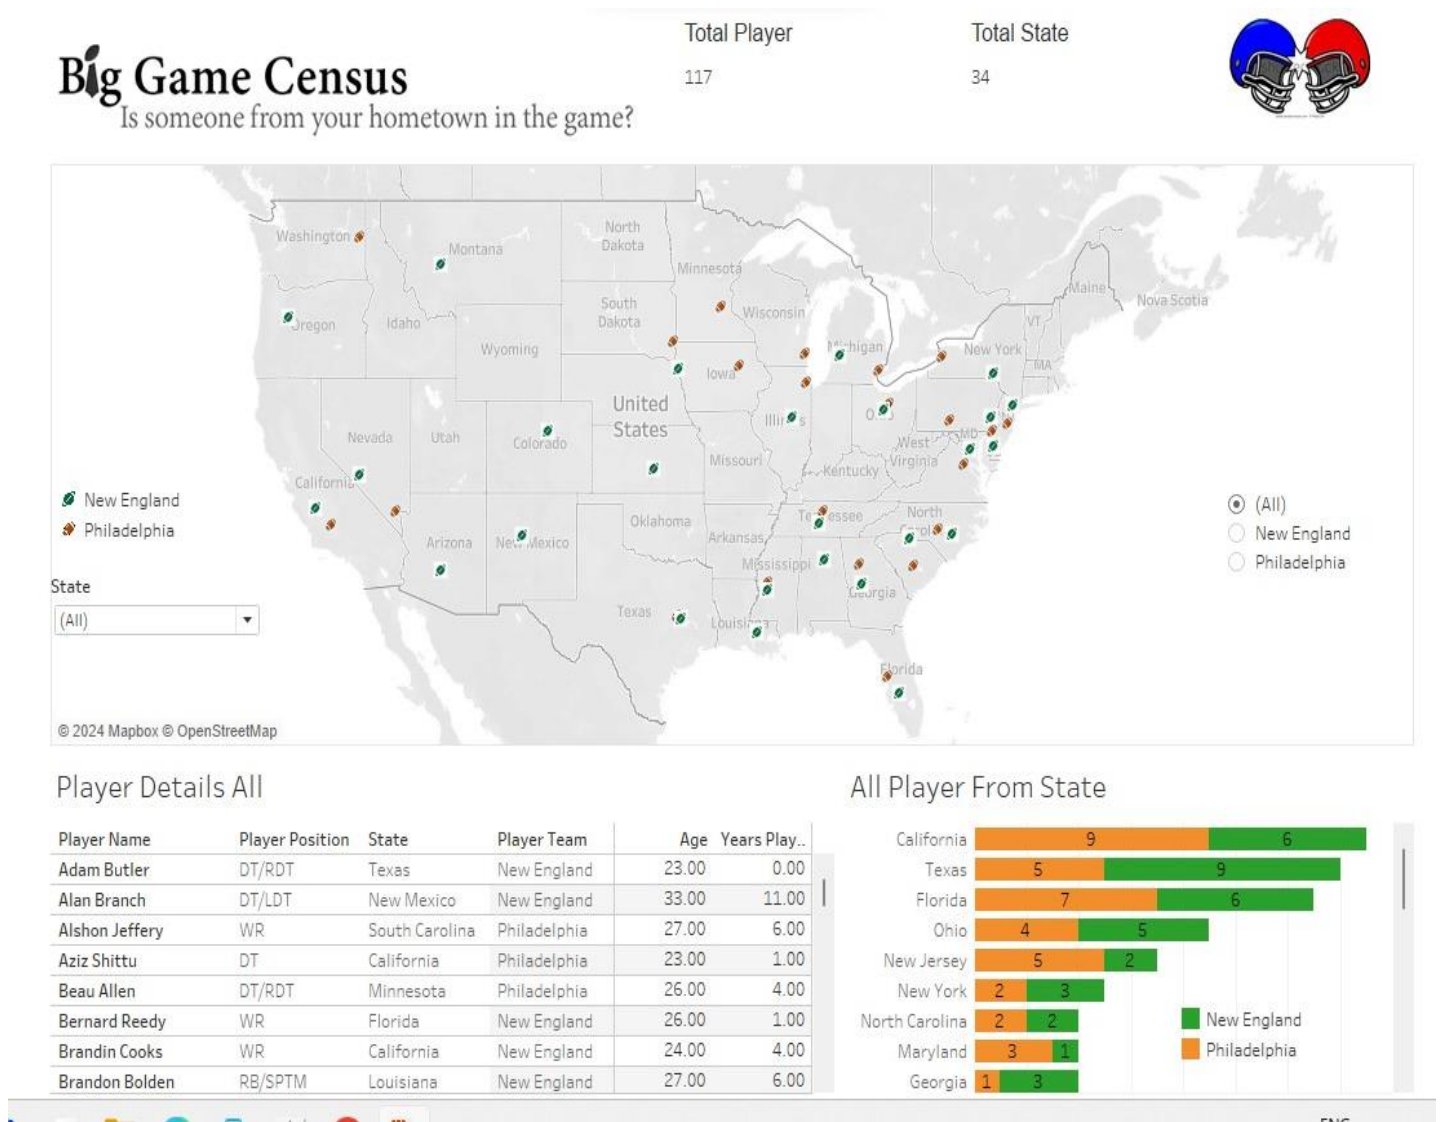 Total Player
Total State
Big Game Census
117
34
Is someone from your hometown in the game?
Washington
Montana
North
Dakota
Minnesota
Maine
Nova Scotia
South
Dakota
Wisconsin
Oregon
Idaho
VT
Wyoming
Michigan
New York
MA
Iowa
United
States
Nevada
Utah
Colorado
Illinois
West
Virginia
MD
Missouri
Kentucky
Virginia
California
New England
Philadelphia
Oklahoma
Tennessee
North
Carol
Arkansas
Arizona
New Mexico
Mississippi
Georgia
Texas
Louisiana
Florida
(All)
New England
Philadelphia
State
(All)
© 2024 Mapbox © OpenStreetMap
Player Details All
Player Name Player Position State Player Team Age Years Play..
Adam Butler DT/RDT Texas New England 23.00 0.00
Alan Branch DT/LDT New Mexico New England 33.00 11.00
Alshon Jeffery WR South Carolina Philadelphia 27.00 6.00
Aziz Shittu DT California Philadelphia 23.00 1.00
Beau Allen DT/RDT Minnesota Philadelphia 26.00 4.00
Bernard Reedy WR Florida New England 26.00 1.00
Brandin Cooks WR California New England 24.00 4.00
Brandon Bolden RB/SPTM Louisiana New England 27.00 6.00
All Player From State
California 9 6
Texas 5 9
Florida 7 6
Ohio 4 5
New Jersey 5 2
New York 2 3
North Carolina 2 2
Maryland 3 1
Georgia 1 3
New England
Philadelphia